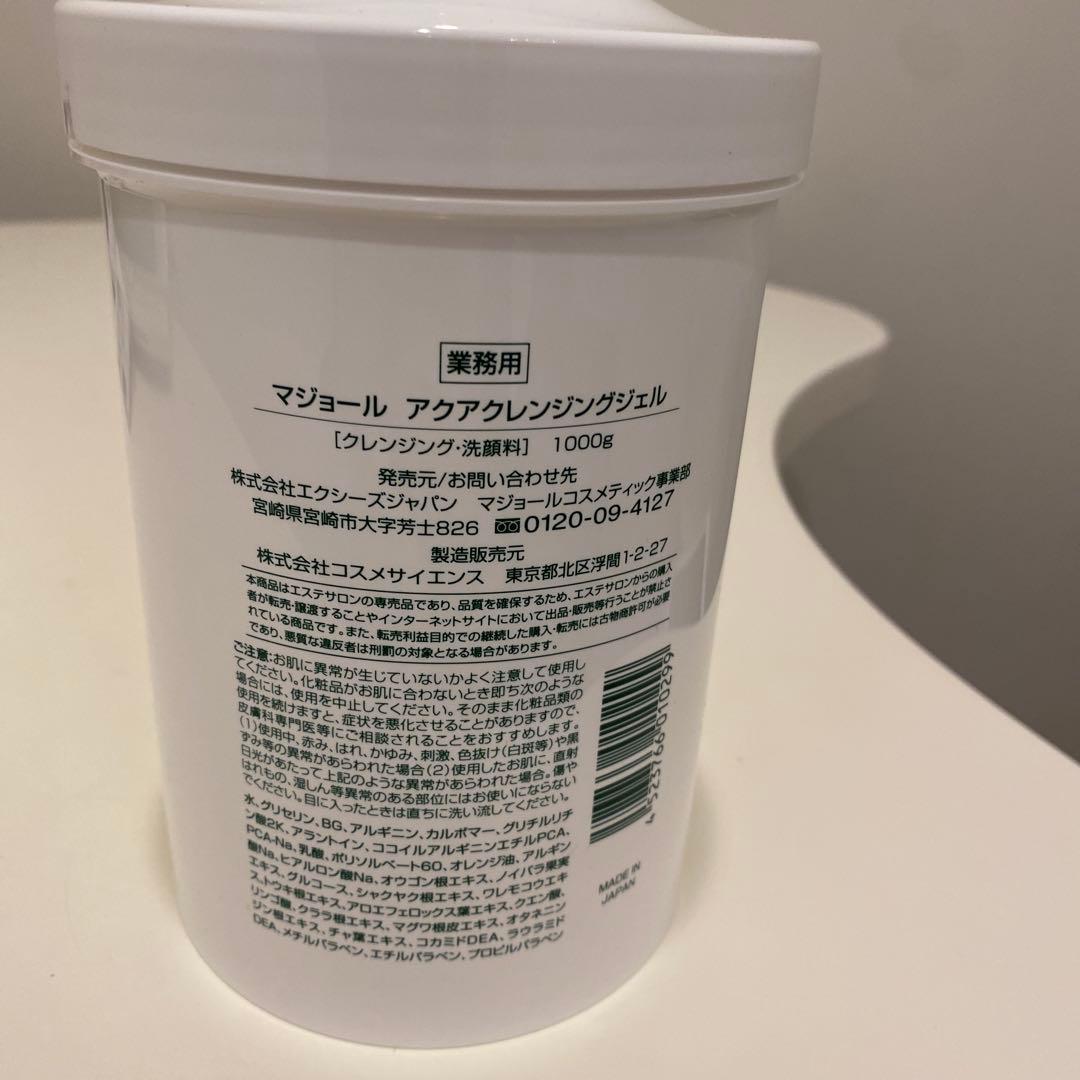 業務用
マジョール アクアクレンジングジェル
[クレンジング・洗顔料] 1000g
発売元/お問い合わせ先
株式会社エクシーズジャパン マジョールコスメティック事業部
宮崎県宮崎市大字芳士826 0120-09-4127
製造販売元
株式会社コスメサイエンス 東京都北区浮間1-2-27
本商品はエステサロンの専売品であり、品質を確保するため、エステサロンからの購入
者が転売・譲渡することやインターネットサイトにおいて出品・販売等行うことが禁止さ
れている商品です。また、転売利益目的での継続した購入・転売には古物商許可が必要
であり、悪質な違反者は刑罰の対象となる場合があります。
ご注意:お肌に異常が生じていないかよく注意して使用し
てください。化粧品がお肌に合わないとき即ち次のような
場合には、使用を中止してください。そのまま化粧品類の
使用を続けますと、症状を悪化させることがありますので、
皮膚科専門医等にご相談されることをおすすめします。
(1)使用中、赤み、はれ、かゆみ、刺激、色抜け(白斑等)や黒
ずみ等の異常があらわれた場合(2)使用したお肌に、直射
日光があたって上記のような異常があらわれた場合。傷や
はれもの、湿しん等異常のある部位にはお使いにならない
でください。目に入ったときは直ちに洗い流してください。
水、グリセリン、BG、アルギニン、カルボマー、グリチルリチ
ン酸2K、アラントイン、ココイルアルギニンエチルPCA、
PCA-Na、乳酸、ポリソルベート60、オレンジ油、アルギン
酸Na、ヒアルロン酸Na、オウゴン根エキス、ノイバラ果実
エキス、グルコース、シャクヤク根エキス、ワレモコウエキ
ス、トウキ根エキス、アロエフェロックス葉エキス、クエン酸、
リンゴ酸、クララ根エキス、マグワ根皮エキス、オタネニン
ジン根エキス、チャ葉エキス、コカミドDEA、ラウラミド
DEA、メチルパラベン、エチルパラベン、プロピルパラベン
4 523766 010299
MADE IN
JAPAN